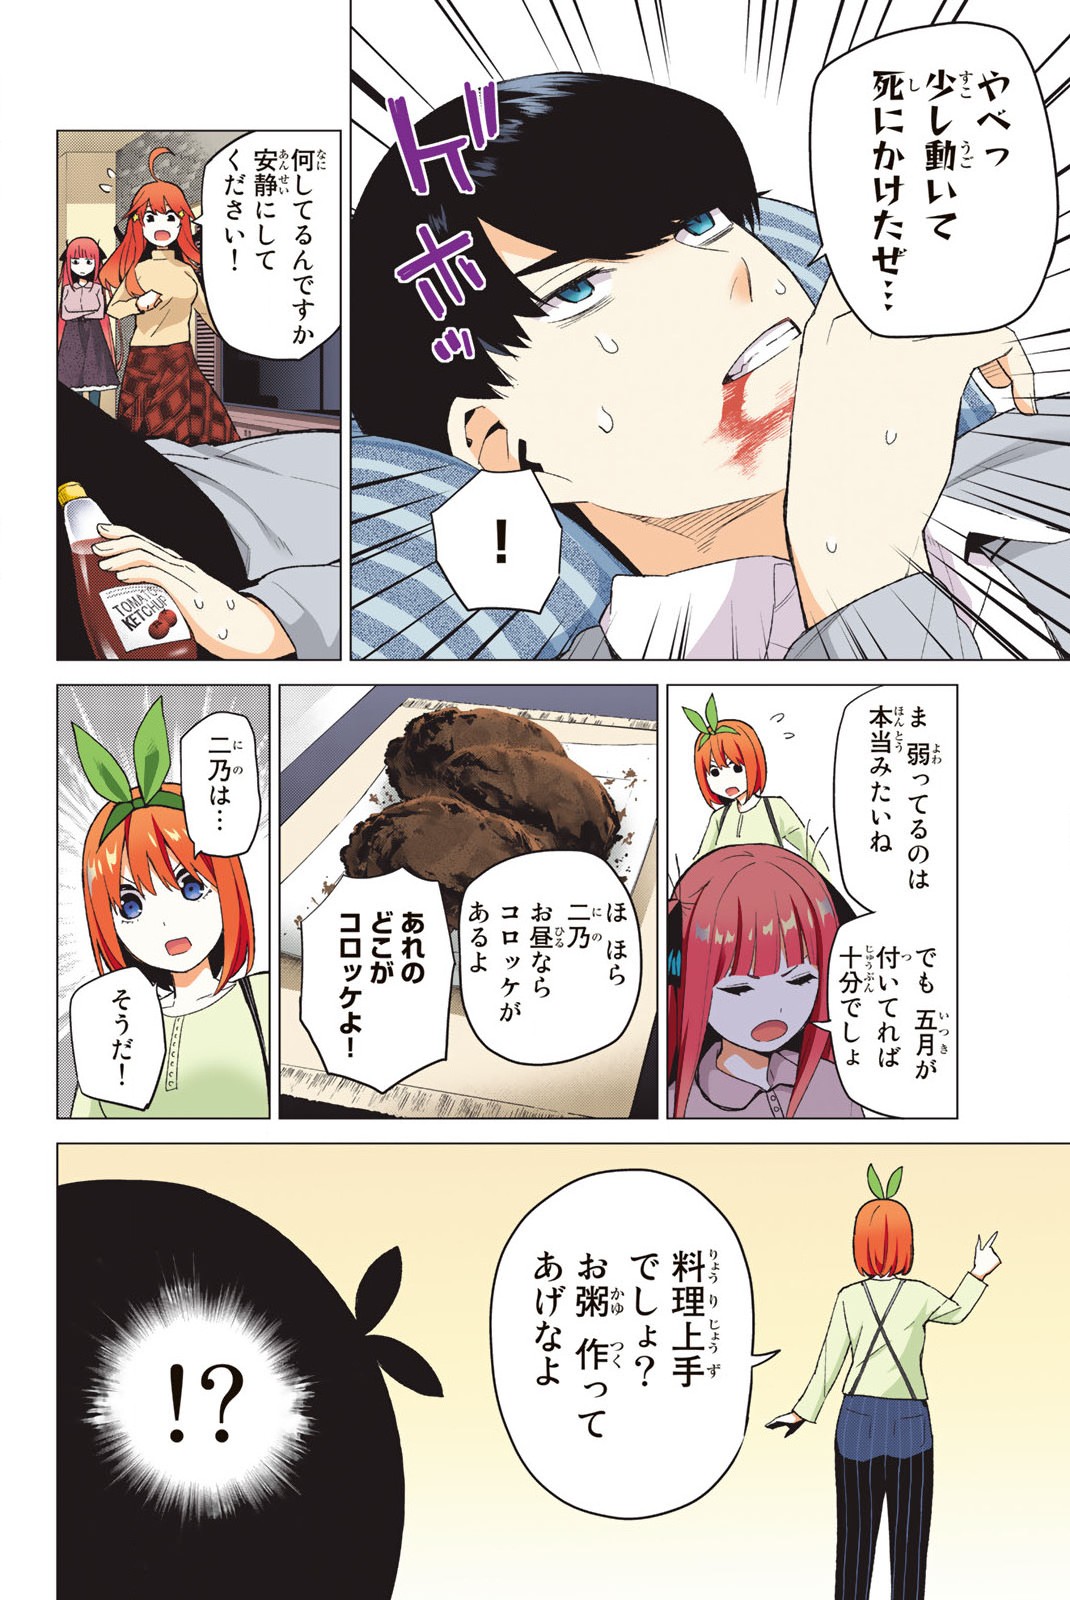 やべっ
少し動いて
死にかけたぜ…
ゲホッ
!
何してるんですか
安静にして
ください!
TOMATO
KETCHUP
ま 弱ってるのは
本当みたいね
でも 五月が
付いてれば
十分でしょ
ほ ほら
二乃
お昼なら
コロッケが
あるよ
あれの
どこが
コロッケよ!
二乃は…
そうだ!
料理上手
でしょ?
お粥 作って
あげなよ
!?